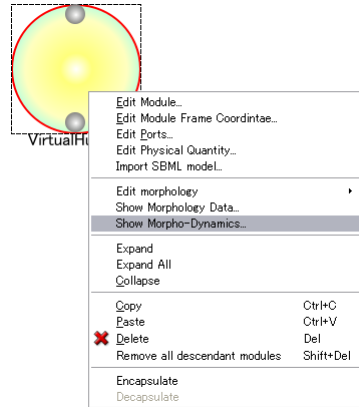 VirtualHu
Edit Module...
Edit Module Frame Coordintae...
Edit Ports...
Edit Physical Quantity...
Import SBML model...
Edit morphology
Show Morphology Data...
Show Morpho-Dynamics...
Expand
Expand All
Collapse
Copy Ctrl+C
Paste Ctrl+V
Delete Del
Remove all descendant modules Shift+Del
Encapsulate
Decapsulate